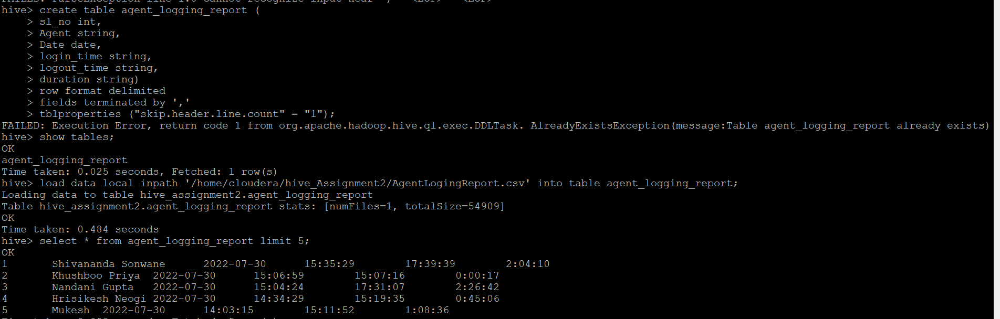 FAILED: ParseException line 1:0 cannot recognize input near
hive> create table agent_logging_report (
    > sl_no int,
    > Agent string,
    > Date date,
    > login_time string,
    > logout_time string,
    > duration string)
    > row format delimited
    > fields terminated by ','
    > tblproperties ("skip.header.line.count" = "1");
FAILED: Execution Error, return code 1 from org.apache.hadoop.hive.ql.exec.DDLTask. AlreadyExistsException(message:Table agent_logging_report already exists)
hive> show tables;
OK
agent_logging_report
Time taken: 0.025 seconds, Fetched: 1 row(s)
hive> load data local inpath '/home/cloudera/hive_Assignment2/AgentLogingReport.csv' into table agent_logging_report;
Loading data to table hive_assignment2.agent_logging_report
Table hive_assignment2.agent_logging_report stats: [numFiles=1, totalSize=54909]
OK
Time taken: 0.484 seconds
hive> select * from agent_logging_report limit 5;
OK
1       Shivananda Sonwane      2022-07-30      15:35:29        17:39:39        2:04:10
2       Khushboo Priya  2022-07-30      15:06:59        15:07:16        0:00:17
3       Nandani Gupta   2022-07-30      15:04:24        17:31:07        2:26:42
4       Hrisikesh Neogi 2022-07-30      14:34:29        15:19:35        0:45:06
5       Mukesh  2022-07-30      14:03:15        15:11:52        1:08:36